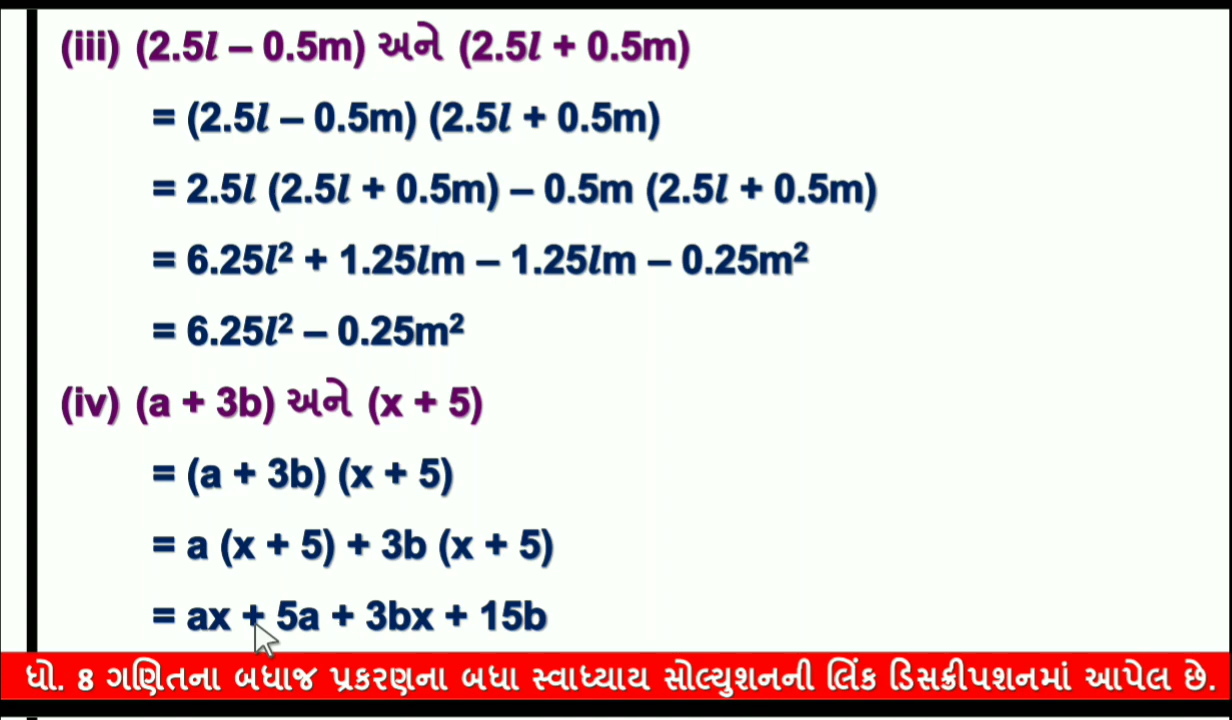 (iii) (2.5l – 0.5m) અને (2.5l + 0.5m)
= (2.5l – 0.5m) (2.5l + 0.5m)
= 2.5l (2.5l + 0.5m) – 0.5m (2.5l + 0.5m)
= 6.25l² + 1.25lm – 1.25lm – 0.25m²
= 6.25l² – 0.25m²
(iv) (a + 3b) અને (x + 5)
= (a + 3b) (x + 5)
= a (x + 5) + 3b (x + 5)
= ax + 5a + 3bx + 15b
ધો. 8 ગણિતના બધાજ પ્રકરણના બધા સ્વાધ્યાય સોલ્યુશનની લિંક ડિસક્રીપશનમાં આપેલ છે.